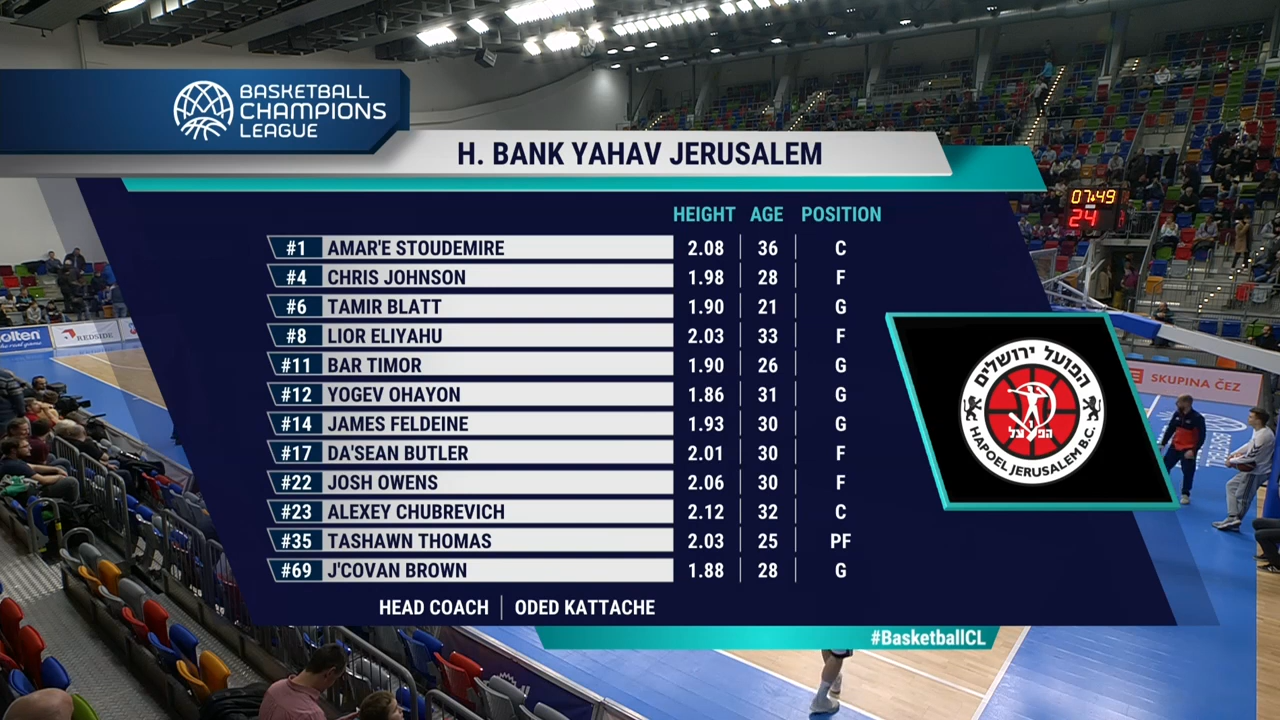 BASKETBALL
CHAMPIONS
LEAGUE
H. BANK YAHAV JERUSALEM
HEIGHT AGE POSITION
#1 AMAR'E STOUDEMIRE 2.08 36 C
#4 CHRIS JOHNSON 1.98 28 F
#6 TAMIR BLATT 1.90 21 G
#8 LIOR ELIYAHU 2.03 33 F
#11 BAR TIMOR 1.90 26 G
#12 YOGEV OHAYON 1.86 31 G
#14 JAMES FELDEINE 1.93 30 G
#17 DA'SEAN BUTLER 2.01 30 F
#22 JOSH OWENS 2.06 30 F
#23 ALEXEY CHUBREVICH 2.12 32 C
#35 TASHAWN THOMAS 2.03 25 PF
#69 J'COVAN BROWN 1.88 28 G
HEAD COACH ODED KATTACHE
#BasketballCL
הפועל ירושלים
הפועל
HAPOEL JERUSALEM B.C.
07:49
24
SKUPINA ČEZ
REDSIDE